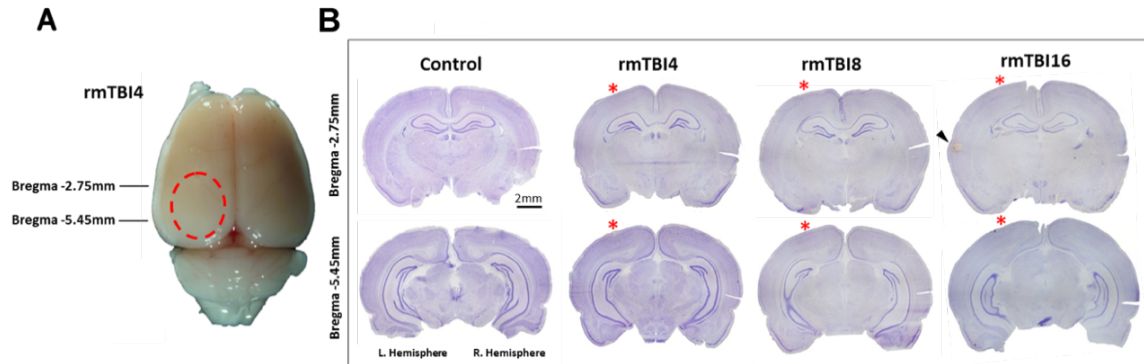 A
rmTBI4
Bregma -2.75mm
Bregma -5.45mm
B
Control
rmTBI4
rmTBI8
rmTBI16
Bregma -2.75mm
*
*
*
2mm
Bregma -5.45mm
*
*
*
L. Hemisphere
R. Hemisphere